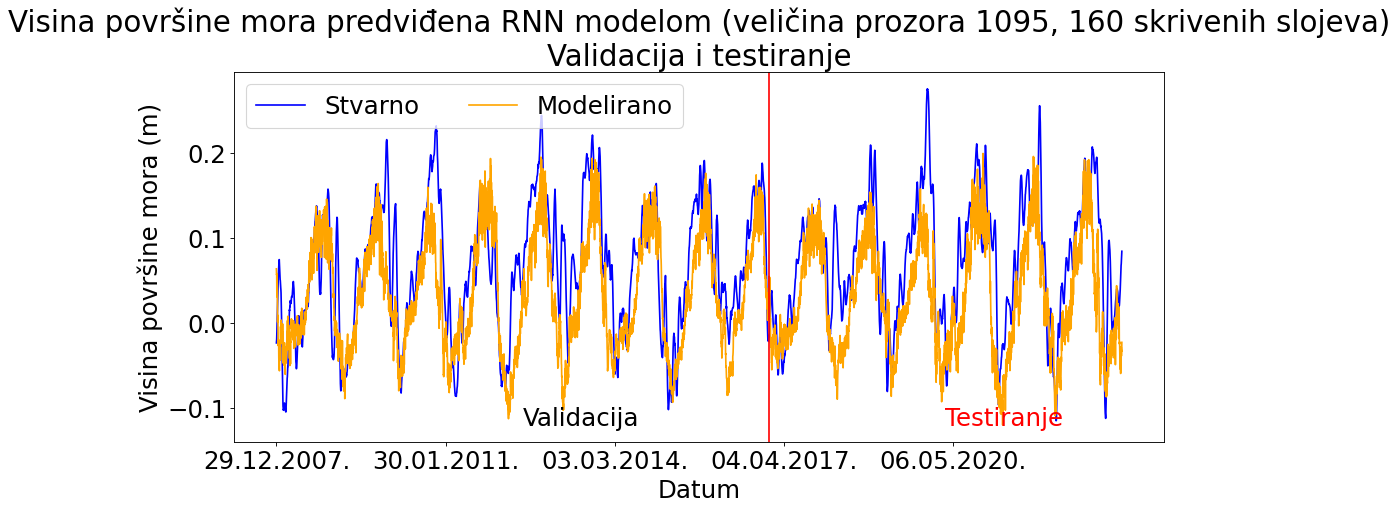 Visina površine mora predviđena RNN modelom (veličina prozora 1095, 160 skrivenih slojeva)
Validacija i testiranje
Stvarno
Modelirano
Visina površine mora (m)
0.2
0.1
0.0
−0.1
Validacija
Testiranje
29.12.2007.
30.01.2011.
03.03.2014.
04.04.2017.
06.05.2020.
Datum